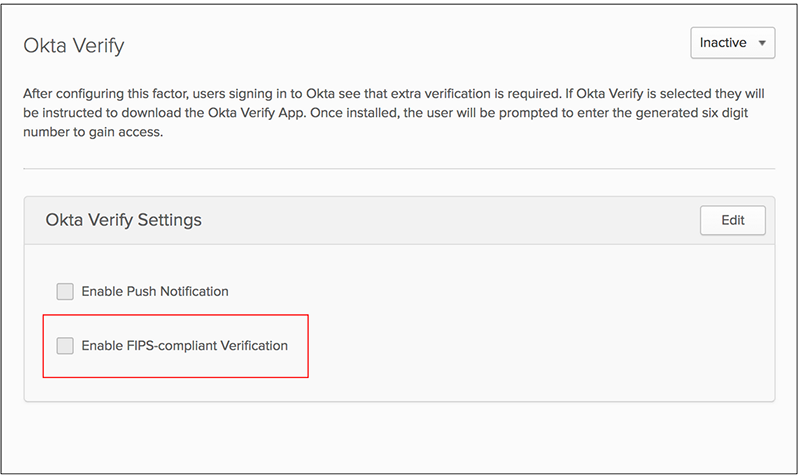 Okta Verify
Inactive
After configuring this factor, users signing in to Okta see that extra verification is required. If Okta Verify is selected they will
be instructed to download the Okta Verify App. Once installed, the user will be prompted to enter the generated six digit
number to gain access.
Okta Verify Settings
Edit
Enable Push Notification
Enable FIPS-compliant Verification